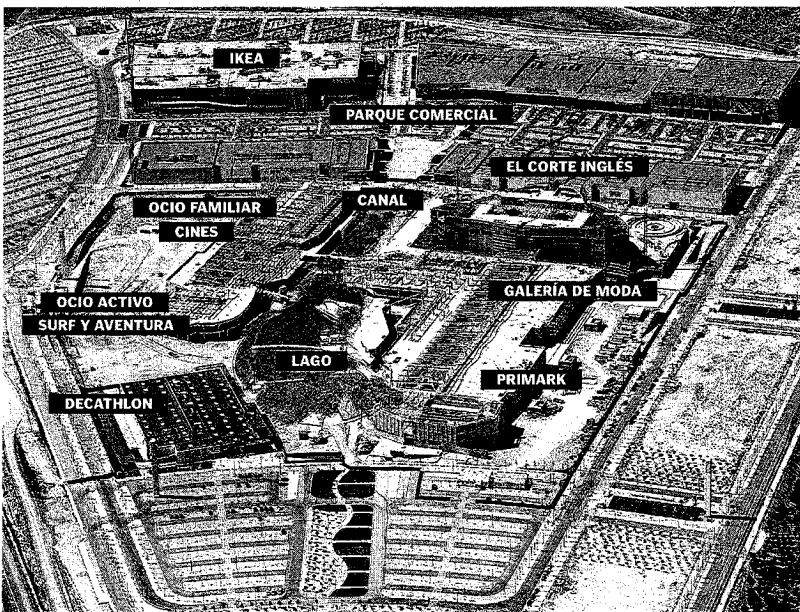 IKEA
PARQUE COMERCIAL
EL CORTE INGLÉS
OCIO FAMILIAR
CANAL
CINES
GALERÍA DE MODA
OCIO ACTIVO
SURF Y AVENTURA
LAGO
PRIMARK
DECATHLON